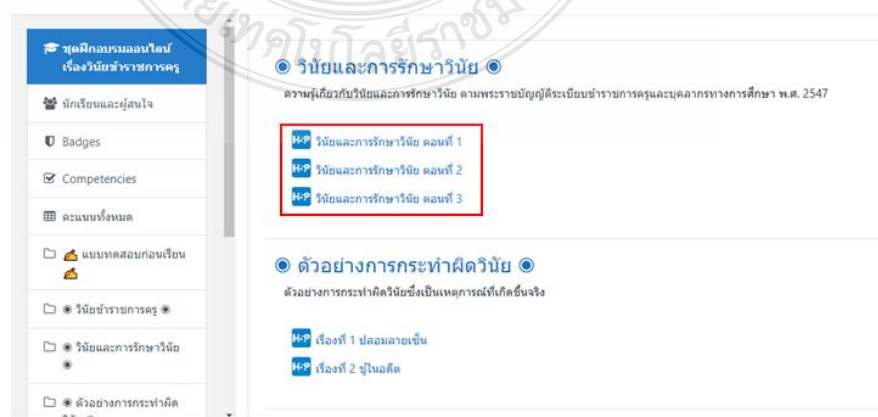 ชุดฝึกอบรมออนไลน์
เรื่องวินัยข้าราชการครู
นักเรียนและผู้สนใจ
Badges
Competencies
คะแนนทั้งหมด
แบบทดสอบก่อนเรียน
◉ วินัยข้าราชการครู ◉
◉ วินัยและการรักษาวินัย
◉
◉ ตัวอย่างการกระทำผิด
◉ วินัยและการรักษาวินัย ◉
ความรู้เกี่ยวกับวินัยและการรักษาวินัย ตามพระราชบัญญัติระเบียบข้าราชการครูและบุคลากรทางการศึกษา พ.ศ. 2547
H-P วินัยและการรักษาวินัย ตอนที่ 1
H-P วินัยและการรักษาวินัย ตอนที่ 2
H-P วินัยและการรักษาวินัย ตอนที่ 3
◉ ตัวอย่างการกระทำผิดวินัย ◉
ตัวอย่างการกระทำผิดวินัยซึ่งเป็นเหตุการณ์ที่เกิดขึ้นจริง
H-P เรื่องที่ 1 ปลอมลายเซ็น
H-P เรื่องที่ 2 ชู้ในอดีต